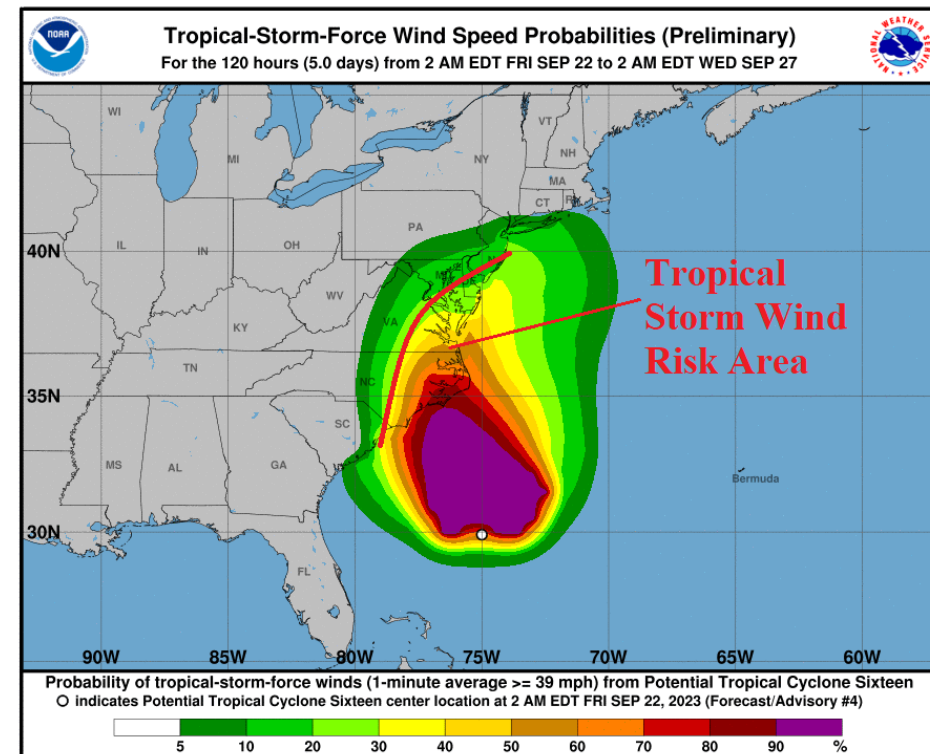 Tropical-Storm-Force Wind Speed Probabilities (Preliminary)
For the 120 hours (5.0 days) from 2 AM EDT FRI SEP 22 to 2 AM EDT WED SEP 27
NOAA
NATIONAL WEATHER SERVICE
WI
VT
MI
NY
NH
MA
CT
PA
40N
IL
IN
OH
Tropical
Storm Wind
Risk Area
WV
VA
KY
TN
NC
35N
SC
MS
AL
GA
Bermuda
30N
FL
90W 85W 80W 75W 70W 65W 60W
Probability of tropical-storm-force winds (1-minute average >= 39 mph) from Potential Tropical Cyclone Sixteen
indicates Potential Tropical Cyclone Sixteen center location at 2 AM EDT FRI SEP 22, 2023 (Forecast/Advisory #4)
5 10 20 30 40 50 60 70 80 90 %